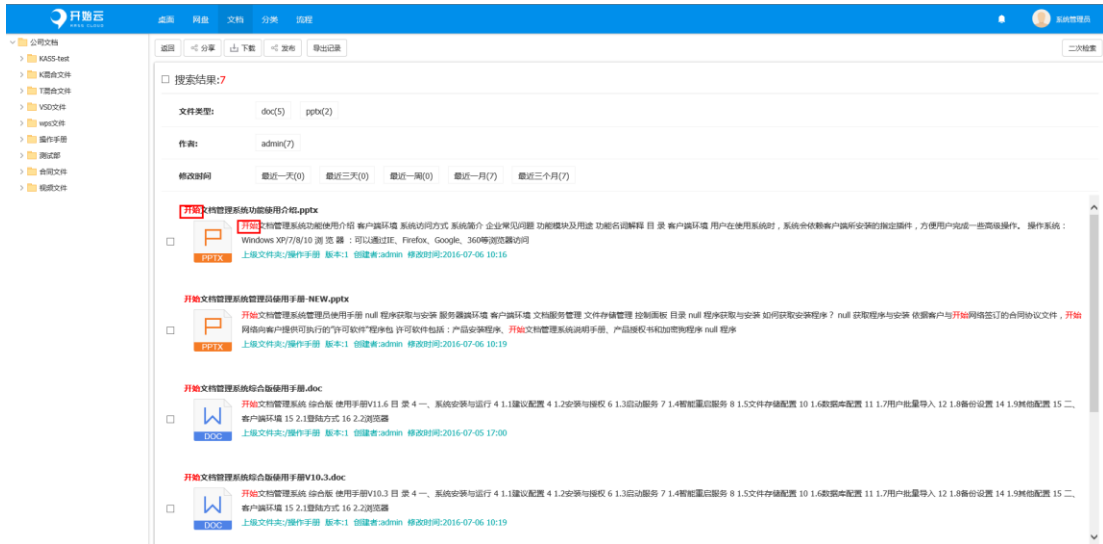 开始云
KASS CLOUD
桌面 网盘 文档 分类 流程
系统管理员
公司文档
KASS-test
K混合文件
T混合文件
VSD文件
wps文件
操作手册
测试部
合同文件
视频文件
返回 分享 下载 发布 导出记录 二次检索
搜索结果:7
文件类型: doc(5) pptx(2)
作者: admin(7)
修改时间 最近一天(0) 最近三天(0) 最近一周(0) 最近一月(7) 最近三个月(7)
开始文档管理系统功能使用介绍.pptx
开始文档管理系统功能使用介绍 客户端环境 系统访问方式 系统简介 企业常见问题 功能模块及用途 功能名词解释 目 录 客户端环境 用户在使用系统时，系统会依赖客户端所安装的指定插件，方便用户完成一些高级操作。 操作系统：
Windows XP/7/8/10 浏 览 器 ：可以通过IE、Firefox、Google、360等浏览器访问
PPTX
上级文件夹:/操作手册 版本:1 创建者:admin 修改时间:2016-07-06 10:16
开始文档管理系统管理员使用手册-NEW.pptx
开始文档管理系统管理员使用手册 null 程序获取与安装 服务器端环境 客户端环境 文档服务管理 文件存储管理 控制面板 目录 null 程序获取与安装 如何获取安装程序？ null 获取程序与安装 依据客户与开始网络签订的合同协议文件，开始
网络向客户提供可执行的"许可软件"程序包 许可软件包括：产品安装程序、开始文档管理系统说明手册、产品授权书和加密狗程序 null 程序
PPTX
上级文件夹:/操作手册 版本:1 创建者:admin 修改时间:2016-07-06 10:19
开始文档管理系统综合版使用手册.doc
开始文档管理系统 综合版 使用手册V11.6 目 录 4 一、系统安装与运行 4 1.1建议配置 4 1.2安装与授权 6 1.3启动服务 7 1.4智能重启服务 8 1.5文件存储配置 10 1.6数据库配置 11 1.7用户批量导入 12 1.8备份设置 14 1.9其他配置 15 二、
客户端环境 15 2.1登陆方式 16 2.2浏览器
DOC
上级文件夹:/操作手册 版本:1 创建者:admin 修改时间:2016-07-05 17:00
开始文档管理系统综合版使用手册V10.3.doc
开始文档管理系统 综合版 使用手册V10.3 目 录 4 一、系统安装与运行 4 1.1建议配置 4 1.2安装与授权 6 1.3启动服务 7 1.4智能重启服务 8 1.5文件存储配置 10 1.6数据库配置 11 1.7用户批量导入 12 1.8备份设置 14 1.9其他配置 15 二、
客户端环境 15 2.1登陆方式 16 2.2浏览器
DOC
上级文件夹:/操作手册 版本:1 创建者:admin 修改时间:2016-07-06 10:19